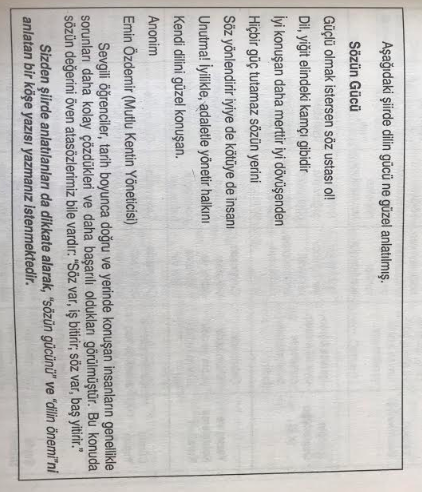 Aşağıdaki şiirde dilin gücü ne güzel anlatılmış.
Sözün Gücü
Güçlü olmak istersen söz ustası ol!
Dil, yiğit elindeki kamçı gibidir
İyi konuşan daha merttir iyi dövüşenden
Hiçbir güç tutamaz sözün yerini
Söz yönlendirir iyiye de kötüye de insanı
Unutma! İyilikle, adaletle yönetir halkını
Kendi dilini güzel konuşan.
Anonim
Emin Özdemir (Mutlu Kentin Yöneticisi)
Sevgili öğrenciler, tarih boyunca doğru ve yerinde konuşan insanların genellikle
sorunları daha kolay çözdükleri ve daha başarılı oldukları görülmüştür. Bu konuda
sözün değerini öven atasözlerimiz bile vardır: "Söz var, iş bitirir; söz var, baş yitirir."
Sizden şiirde anlatılanları da dikkate alarak, "sözün gücünü" ve "dilin önemi"ni
anlatan bir köşe yazısı yazmanız istenmektedir.